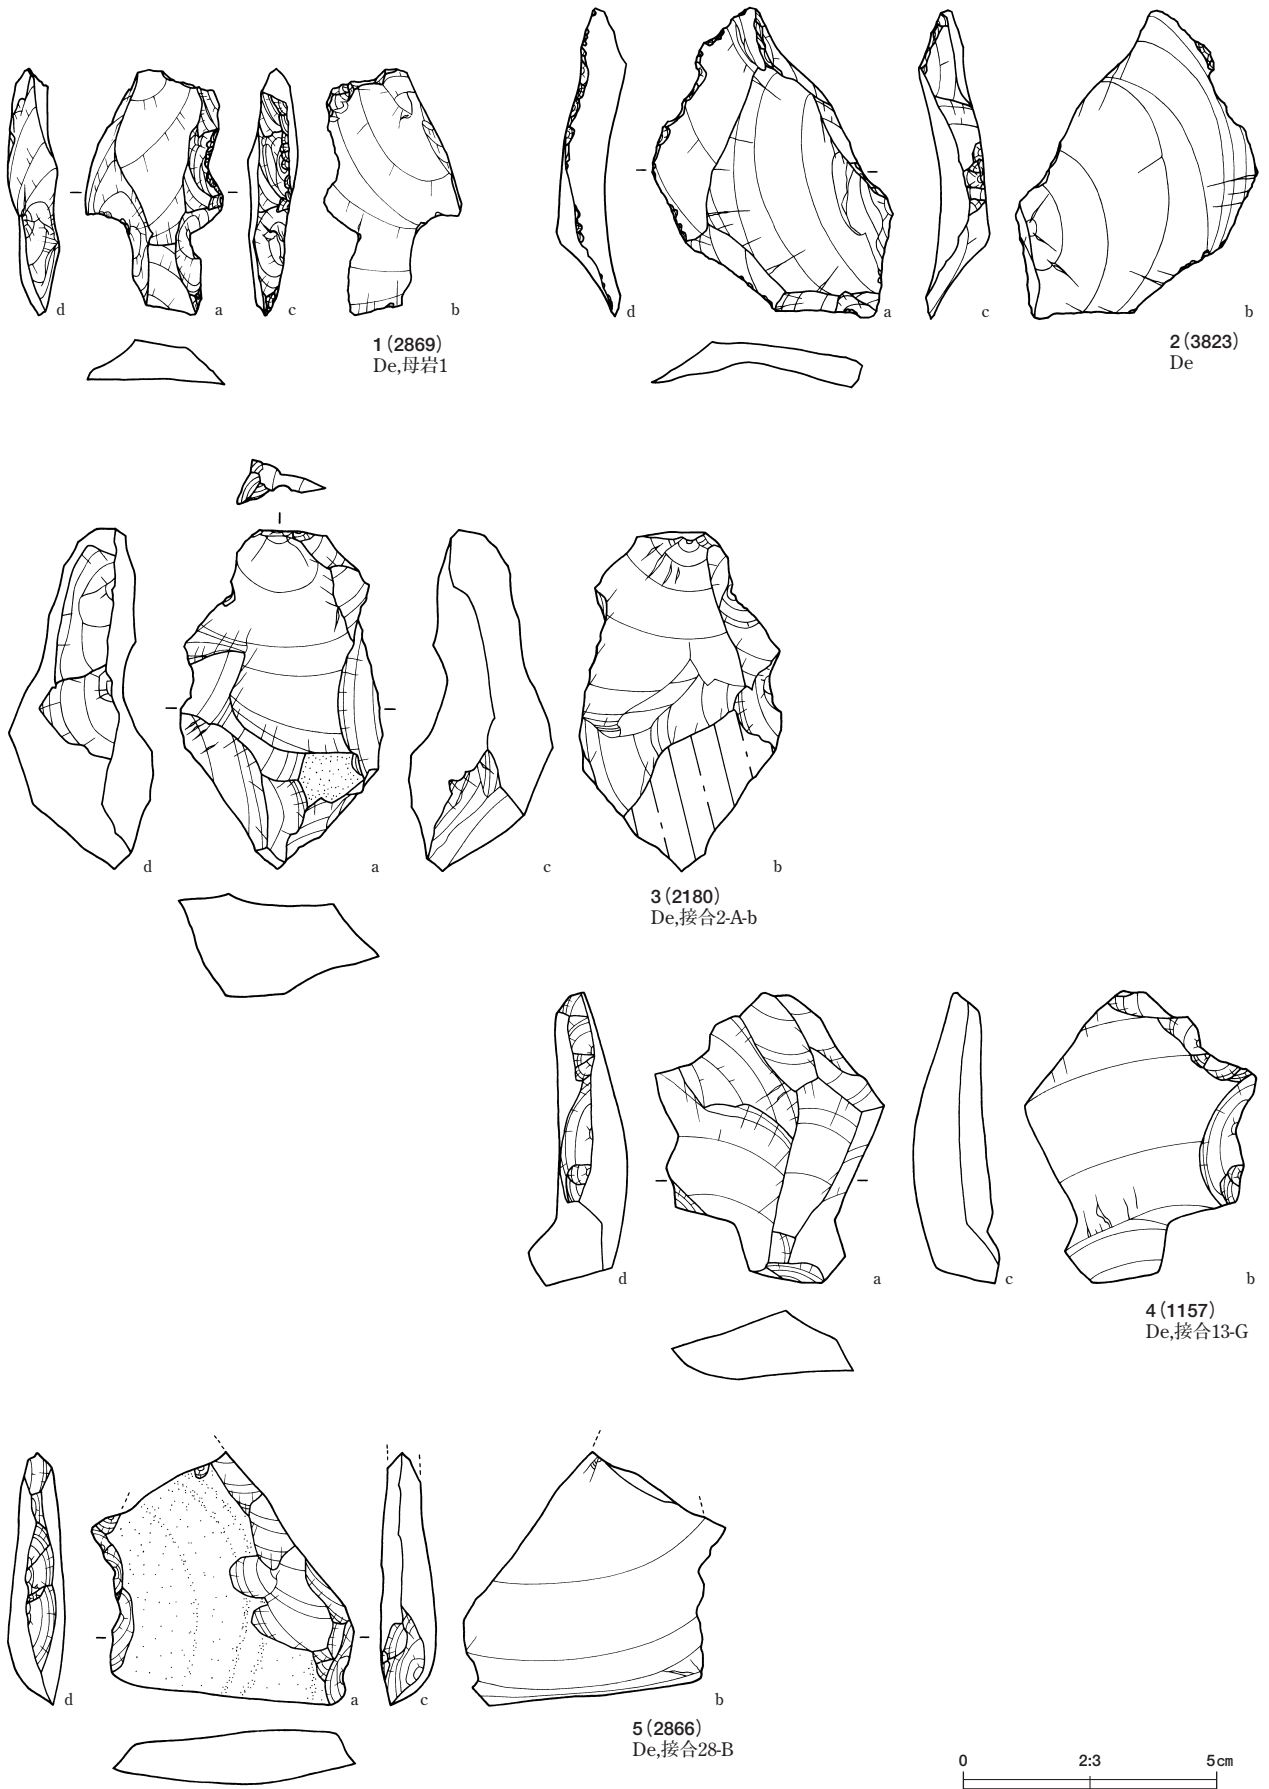 d a c b
1（2869）
De,母岩1
d a c b
2（3823）
De
d a c b
3（2180）
De,接合2-A-b
d a c b
4（1157）
De,接合13-G
d a c b
5（2866）
De,接合28-B
0 2:3 5cm